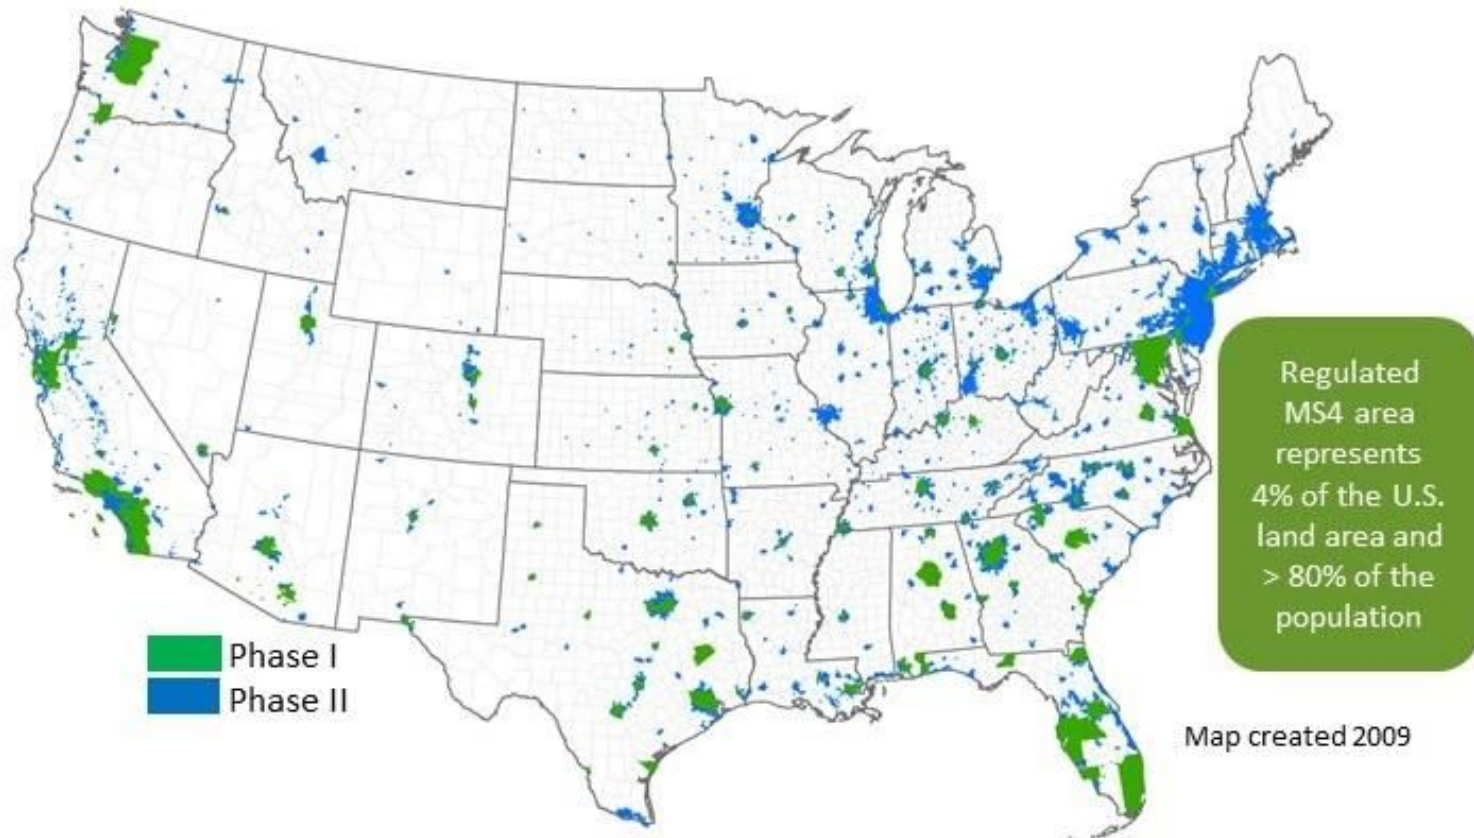 Regulated
MS4 area
represents
4% of the U.S.
land area and
> 80% of the
population
Phase I
Phase II
Map created 2009